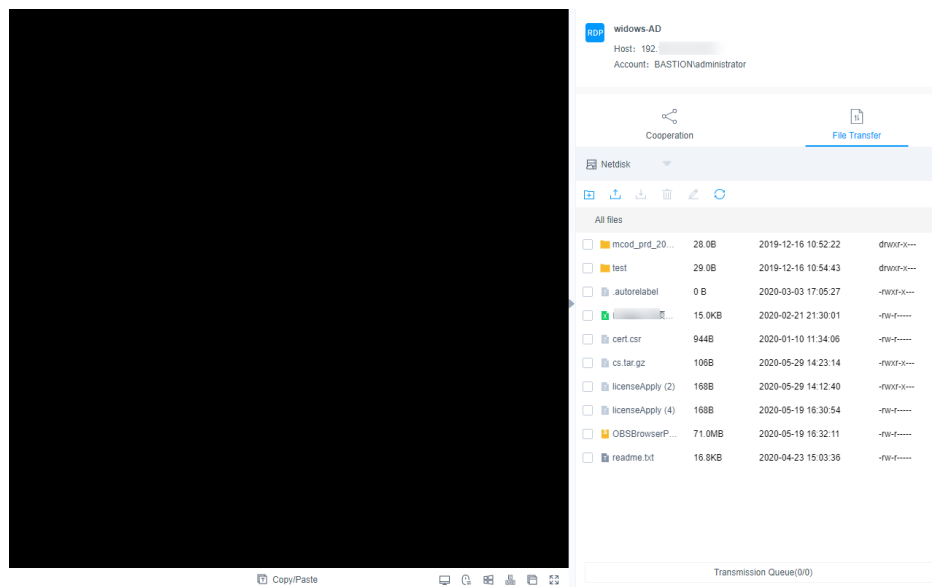 RDP
widows-AD
Host: 192.
Account: BASTION\administrator
Cooperation
File Transfer
Netdisk
All files
mcod_prd_20... 28.0B 2019-12-16 10:52:22 drwxr-x---
test 29.0B 2019-12-16 10:54:43 drwxr-x---
.autorelabel 0 B 2020-03-03 17:05:27 -rwxr-x---
15.0KB 2020-02-21 21:30:01 -rw-r-----
cert.csr 944B 2020-01-10 11:34:06 -rw-r-----
cs.tar.gz 106B 2020-05-29 14:23:14 -rwxr-x---
licenseApply (2) 168B 2020-05-29 14:12:40 -rwxr-x---
licenseApply (4) 168B 2020-05-19 16:30:54 -rw-r-----
OBSBrowserP... 71.0MB 2020-05-19 16:32:11 -rw-r-----
readme.txt 16.8KB 2020-04-23 15:03:36 -rw-r-----
Copy/Paste
Transmission Queue(0/0)